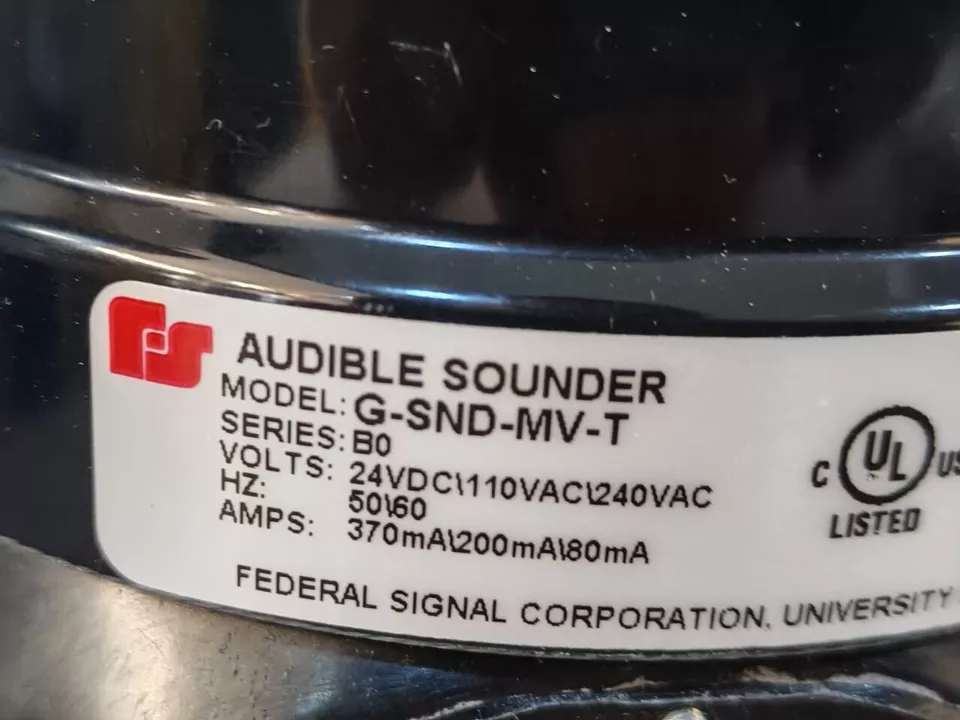 FS
AUDIBLE SOUNDER
MODEL: G-SND-MV-T
SERIES: B0
VOLTS: 24VDC\110VAC\240VAC
HZ: 50\60
AMPS: 370mA\200mA\80mA
C UL US
LISTED
FEDERAL SIGNAL CORPORATION, UNIVERSITY